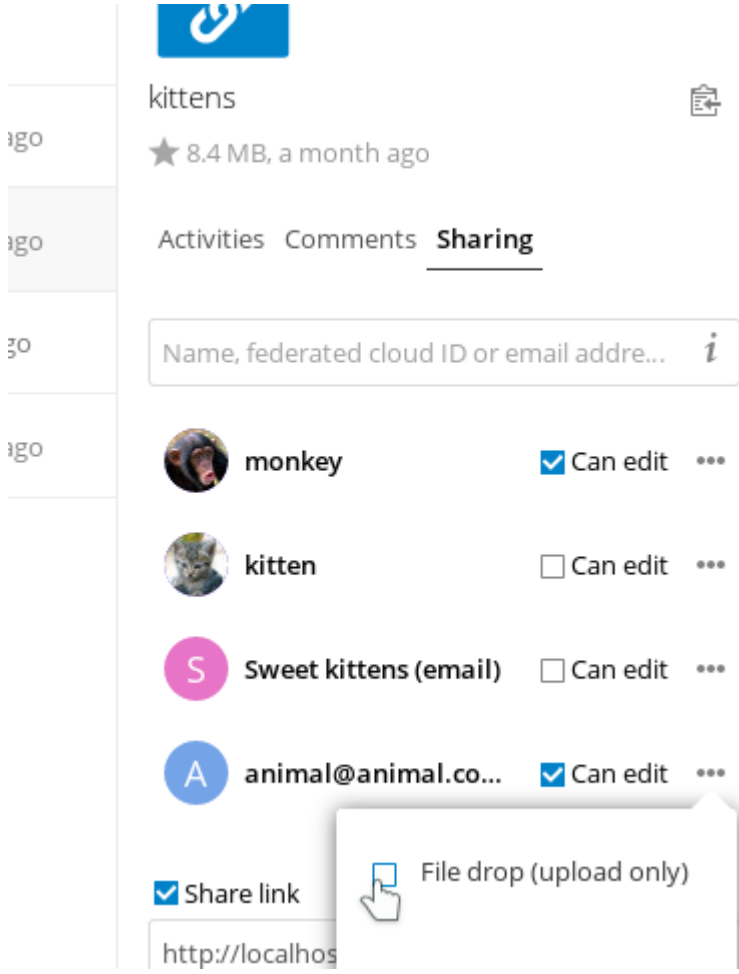 kittens
ago
8.4 MB, a month ago
ago
Activities Comments Sharing
go
Name, federated cloud ID or email addre... i
ago
monkey Can edit
kitten Can edit
S Sweet kittens (email) Can edit
A animal@animal.co... Can edit
File drop (upload only)
Share link
http://localhos